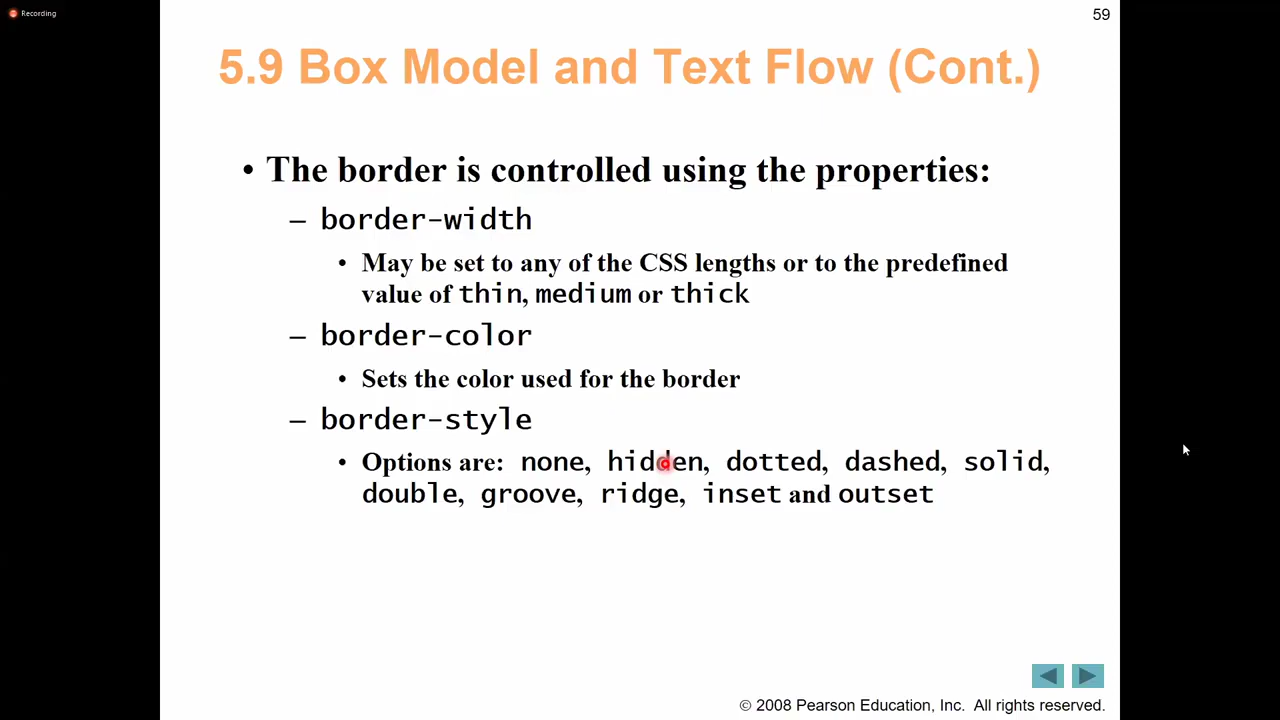 Recording
59
5.9 Box Model and Text Flow (Cont.)
• The border is controlled using the properties:
– border-width
• May be set to any of the CSS lengths or to the predefined
value of thin, medium or thick
– border-color
• Sets the color used for the border
– border-style
• Options are: none, hidden, dotted, dashed, solid,
double, groove, ridge, inset and outset
© 2008 Pearson Education, Inc. All rights reserved.